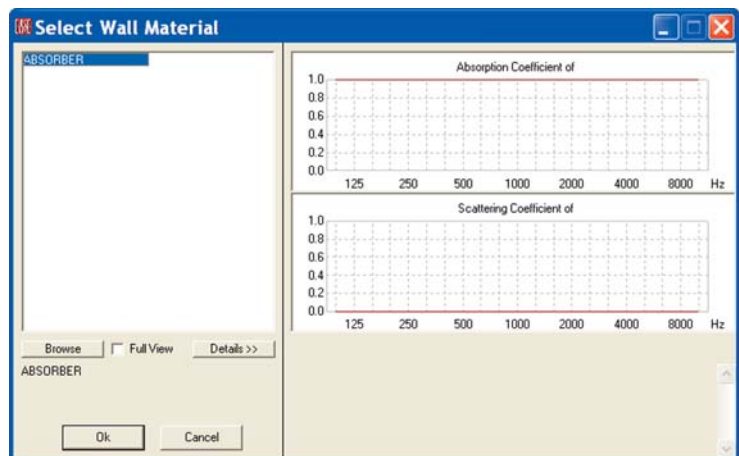 Select Wall Material
ABSORBER
Absorption Coefficient of
1.0
0.8
0.6
0.4
0.2
0.0
125 250 500 1000 2000 4000 8000 Hz
Scattering Coefficient of
1.0
0.8
0.6
0.4
0.2
0.0
125 250 500 1000 2000 4000 8000 Hz
Browse Full View Details >>
ABSORBER
Ok Cancel